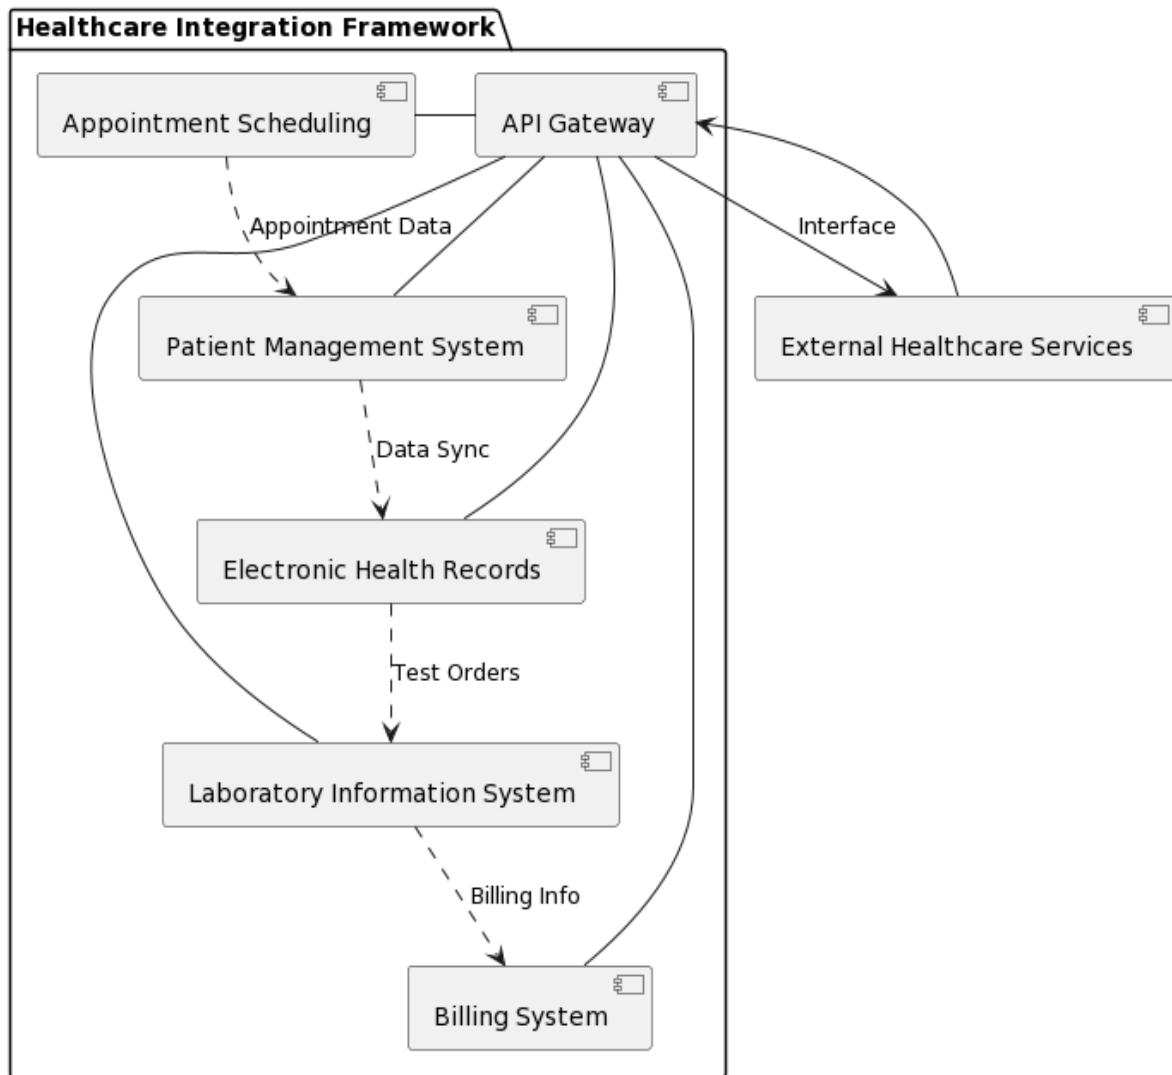 Healthcare Integration Framework
Appointment Scheduling
API Gateway
Appointment Data
Interface
Patient Management System
External Healthcare Services
Data Sync
Electronic Health Records
Test Orders
Laboratory Information System
Billing Info
Billing System